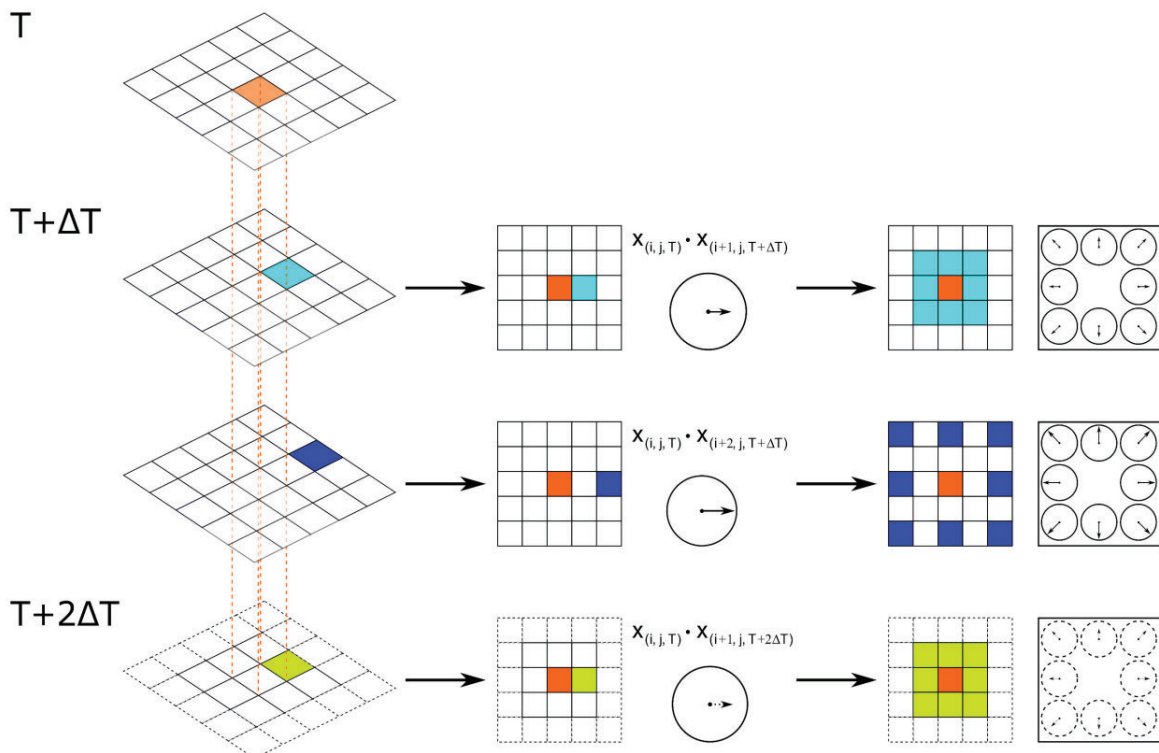 T
T+ΔT
X(i, j, T) • X(i+1, j, T+ΔT)
X(i, j, T) • X(i+2, j, T+ΔT)
T+2ΔT
X(i, j, T) • X(i+1, j, T+2ΔT)